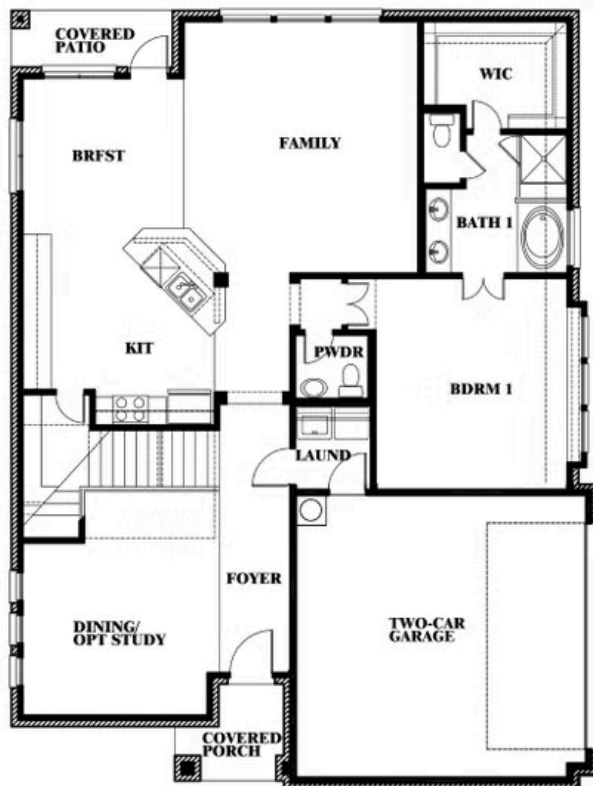 COVERED
PATIO
WIC
BRFST
FAMILY
BATH 1
KIT
PWDR
BDRM 1
LAUND
FOYER
DINING/
OPT STUDY
TWO-CAR
GARAGE
COVERED
PORCH